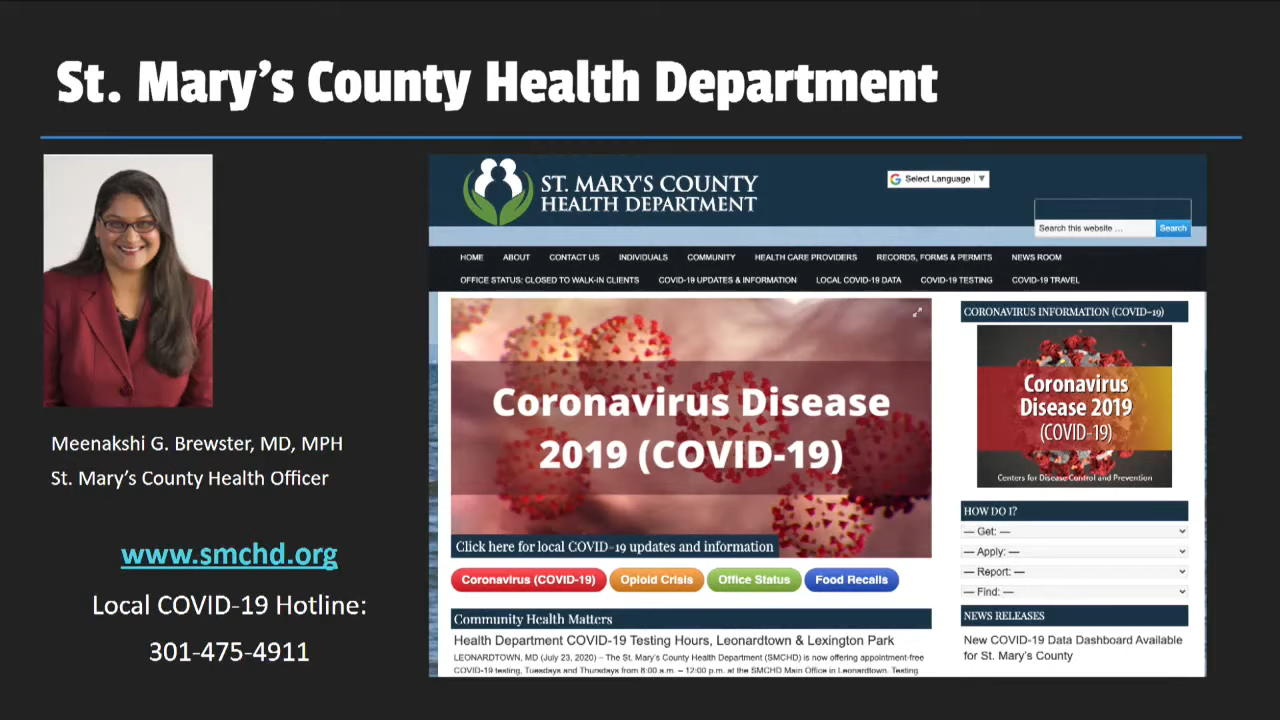 St. Mary's County Health Department
Meenakshi G. Brewster, MD, MPH
St. Mary's County Health Officer
www.smchd.org
Local COVID-19 Hotline:
301-475-4911
ST. MARY'S COUNTY
HEALTH DEPARTMENT
Select Language ▼
Search this website ...
Search
HOME ABOUT CONTACT US INDIVIDUALS COMMUNITY HEALTH CARE PROVIDERS RECORDS, FORMS & PERMITS NEWS ROOM
OFFICE STATUS: CLOSED TO WALK-IN CLIENTS COVID-19 UPDATES & INFORMATION LOCAL COVID-19 DATA COVID-19 TESTING COVID-19 TRAVEL
Coronavirus Disease
2019 (COVID-19)
Click here for local COVID-19 updates and information
Coronavirus (COVID-19) Opioid Crisis Office Status Food Recalls
Community Health Matters
Health Department COVID-19 Testing Hours, Leonardtown & Lexington Park
LEONARDTOWN, MD (July 23, 2020) – The St. Mary's County Health Department (SMCHD) is now offering appointment-free
COVID-19 testing, Tuesdays and Thursdays from 8:00 a.m. – 12:00 p.m. at the SMCHD Main Office in Leonardtown. Testing
CORONAVIRUS INFORMATION (COVID-19)
Coronavirus
Disease 2019
(COVID-19)
Centers for Disease Control and Prevention
HOW DO I?
— Get: —
— Apply: —
— Report: —
— Find: —
NEWS RELEASES
New COVID-19 Data Dashboard Available
for St. Mary's County